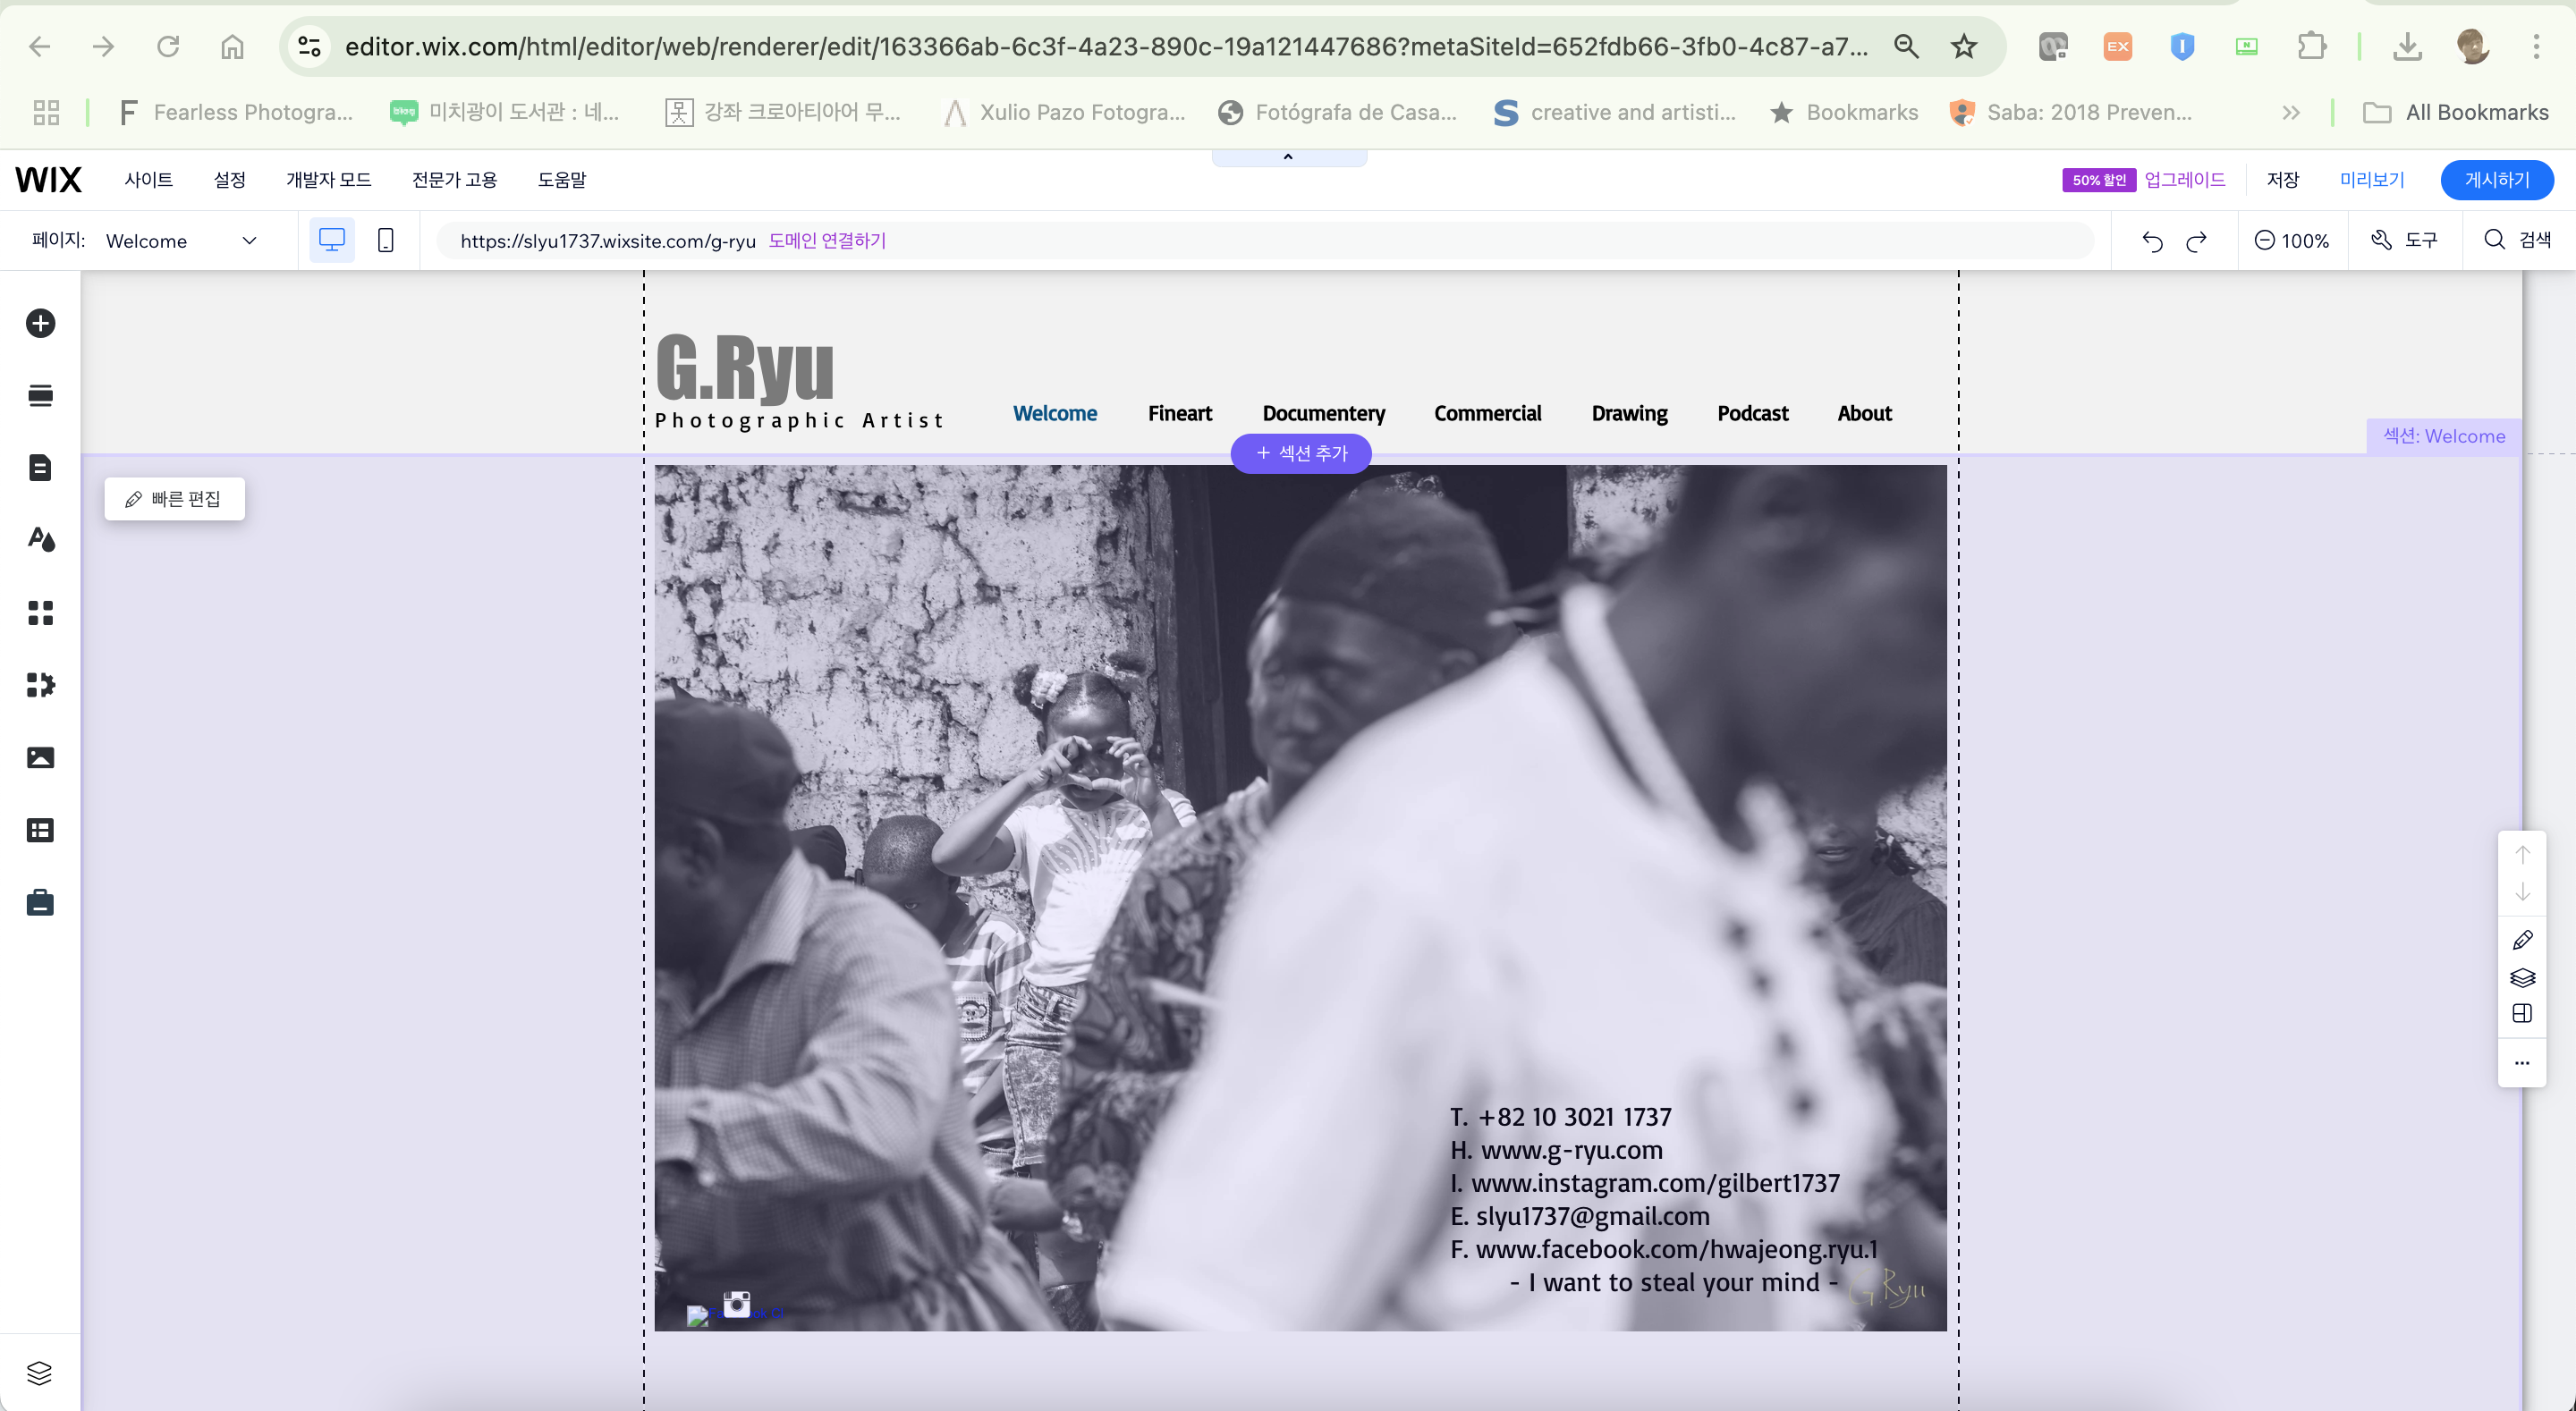 editor.wix.com/html/editor/web/renderer/edit/163366ab-6c3f-4a23-890c-19a121447686?metaSiteId=652fdb66-3fb0-4c87-a7...
EX
Fearless Photogra...
blog
미치광이 도서관 : 네...
강좌 크로아티아어 무...
Xulio Pazo Fotogra...
Fotógrafa de Casa...
creative and artisti...
Bookmarks
Saba: 2018 Preven...
All Bookmarks
WIX
사이트
설정
개발자 모드
전문가 고용
도움말
50% 할인
업그레이드
저장
미리보기
게시하기
페이지:
Welcome
https://slyu1737.wixsite.com/g-ryu
도메인 연결하기
100%
도구
검색
G.Ryu
Photographic Artist
Welcome
Fineart
Documentery
Commercial
Drawing
Podcast
About
섹션: Welcome
+ 섹션 추가
빠른 편집
T. +82 10 3021 1737
H. www.g-ryu.com
I. www.instagram.com/gilbert1737
E. slyu1737@gmail.com
F. www.facebook.com/hwajeong.ryu.1
- I want to steal your mind -
G.Ryu